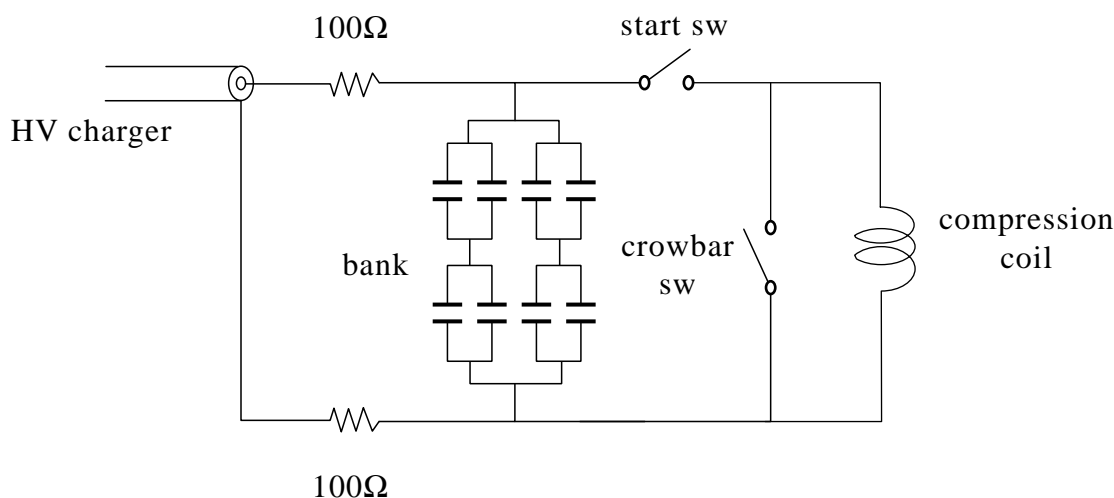 100Ω
start sw
HV charger
bank
crowbar
sw
compression
coil
100Ω